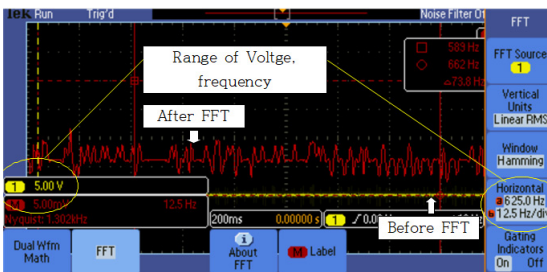 Tek Run Trig'd Noise Filter Of
FFT
589 Hz
662 Hz
△73.8 Hz
Range of Voltge,
frequency
FFT Source
1
After FFT
Vertical
Units
Linear RMS
Window
Hamming
1 5.00 V
M 5.00mV 12.5 Hz
Nyquist: 1.302kHz
Horizontal
a 625.0 Hz
b 12.5 Hz/div
200ms 0.00000 s 1
Before FFT
Dual Wfm
Math
FFT
i
About
FFT
M Label
Gating
Indicators
On Off